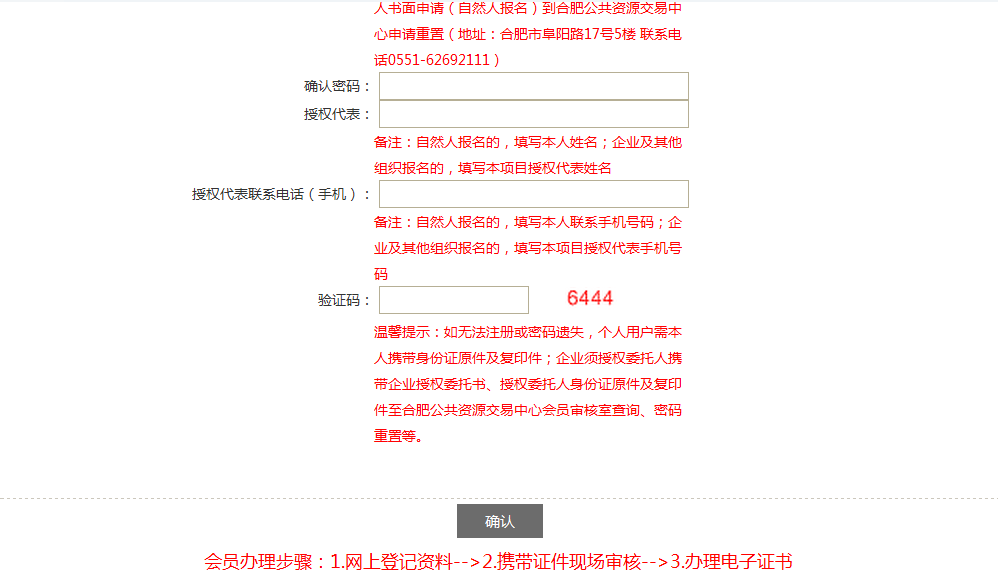 人书面申请（自然人报名）到合肥公共资源交易中
心申请重置（地址：合肥市阜阳路17号5楼 联系电
话0551-62692111）
确认密码：
授权代表：
备注：自然人报名的，填写本人姓名；企业及其他
组织报名的，填写本项目授权代表姓名
授权代表联系电话（手机）：
备注：自然人报名的，填写本人联系手机号码；企
业及其他组织报名的，填写本项目授权代表手机号
码
验证码： 6444
温馨提示：如无法注册或密码遗失，个人用户需本
人携带身份证原件及复印件；企业须授权委托人携
带企业授权委托书、授权委托人身份证原件及复印
件至合肥公共资源交易中心会员审核室查询、密码
重置等。
确认
会员办理步骤：1.网上登记资料-->2.携带证件现场审核-->3.办理电子证书